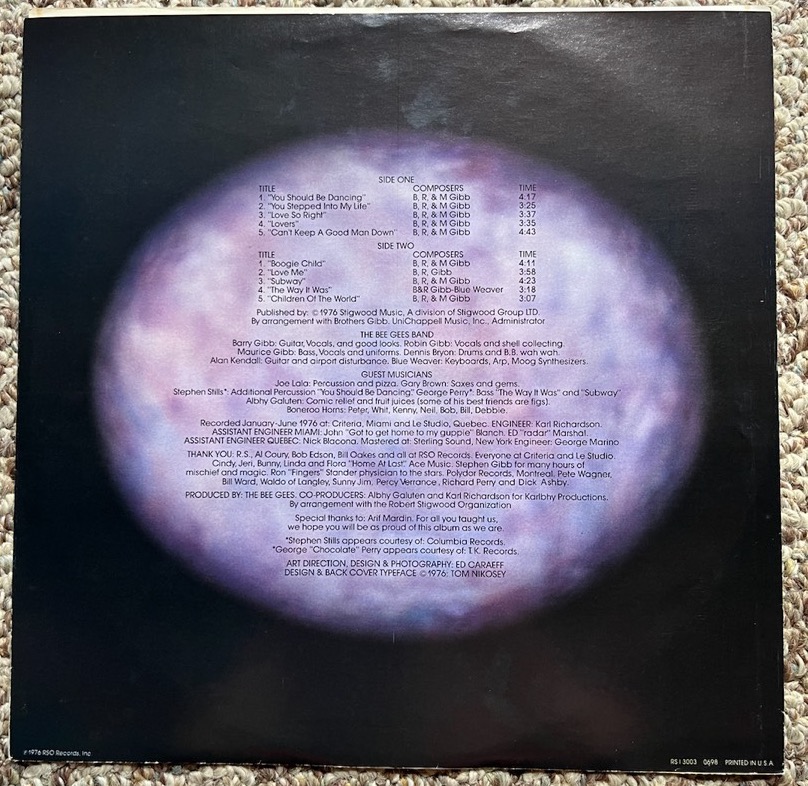 SIDE ONE
TITLE COMPOSERS TIME
1. "You Should Be Dancing" B, R, & M Gibb 4:17
2. "You Stepped Into My Life" B, R, & M Gibb 3:25
3. "Love So Right" B, R, & M Gibb 3:37
4. "Lovers" B, R, & M Gibb 3:35
5. "Can't Keep A Good Man Down" B, R, & M Gibb 4:43
SIDE TWO
TITLE COMPOSERS TIME
1. "Boogie Child" B, R, & M Gibb 4:11
2. "Love Me" B, R, Gibb 3:58
3. "Subway" B, R, & M Gibb 4:23
4. "The Way It Was" B&R Gibb-Blue Weaver 3:18
5. "Children Of The World" B, R, & M Gibb 3:07
Published by: ©1976 Stigwood Music, A division of Stigwood Group LTD.
By arrangement with Brothers Gibb. UniChappell Music, Inc., Administrator
THE BEE GEES BAND
Barry Gibb: Guitar, Vocals, and good looks. Robin Gibb: Vocals and shell collecting.
Maurice Gibb: Bass, Vocals and uniforms. Dennis Bryon: Drums and B.B. wah wah.
Alan Kendall: Guitar and airport disturbance. Blue Weaver: Keyboards, Arp, Moog Synthesizers.
GUEST MUSICIANS
Joe Lala: Percussion and pizza. Gary Brown: Saxes and gems.
Stephen Stills*: Additional Percussion "You Should Be Dancing." George Perry*: Bass "The Way It Was" and "Subway"
Albhy Galuten: Comic relief and fruit juices (some of his best friends are figs).
Boneroo Horns: Peter, Whit, Kenny, Neil, Bob, Bill, Debbie.
Recorded January-June 1976 at: Criteria, Miami and Le Studio, Quebec. ENGINEER: Karl Richardson.
ASSISTANT ENGINEER MIAMI: John "Got to get home to my guppie" Blanch. ED "radar" Marshal.
ASSISTANT ENGINEER QUEBEC: Nick Blacona. Mastered at: Sterling Sound, New York Engineer: George Marino
THANK YOU: R.S., Al Coury, Bob Edson, Bill Oakes and all at RSO Records. Everyone at Criteria and Le Studio.
Cindy, Jeri, Bunny, Linda and Flora "Home At Last." Ace Music. Stephen Gibb for many hours of
mischief and magic. Ron "Fingers" Stander physician to the stars. Polydor Records, Montreal. Pete Wagner,
Bill Ward, Waldo of Langley, Sunny Jim, Percy Verrance, Richard Perry and Dick Ashby.
PRODUCED BY: THE BEE GEES. CO-PRODUCERS: Albhy Galuten and Karl Richardson for Karlbhy Productions.
By arrangement with the Robert Stigwood Organization
Special thanks to: Arif Mardin. For all you taught us,
we hope you will be as proud of this album as we are.
*Stephen Stills appears courtesy of: Columbia Records.
*George "Chocolate" Perry appears courtesy of: T.K. Records.
ART DIRECTION, DESIGN & PHOTOGRAPHY: ED CARAEFF
DESIGN & BACK COVER TYPEFACE ©1976: TOM NIKOSEY
℗ 1976 RSO Records, Inc.
RS 1 3003 0698 PRINTED IN U.S.A.